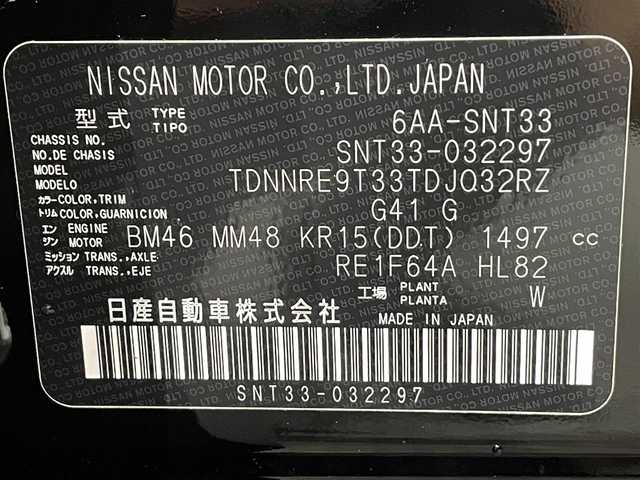 NISSAN MOTOR CO.,LTD.JAPAN
型式 TYPE TIPO 6AA-SNT33
CHASSIS NO. NO.DE CHASIS SNT33-032297
MODEL MODELO TDNNRE9T33TDJQ32RZ
カラー COLOR,TRIM トリム COLOR,GUARNICION G41 G
エンジン ENGINE MOTOR BM46 MM48 KR15(DDT) 1497 cc
ミッション TRANS.,AXLE アクスル TRANS.,EJE RE1F64A HL82
工場 PLANT PLANTA W
日産自動車株式会社 MADE IN JAPAN
SNT33-032297